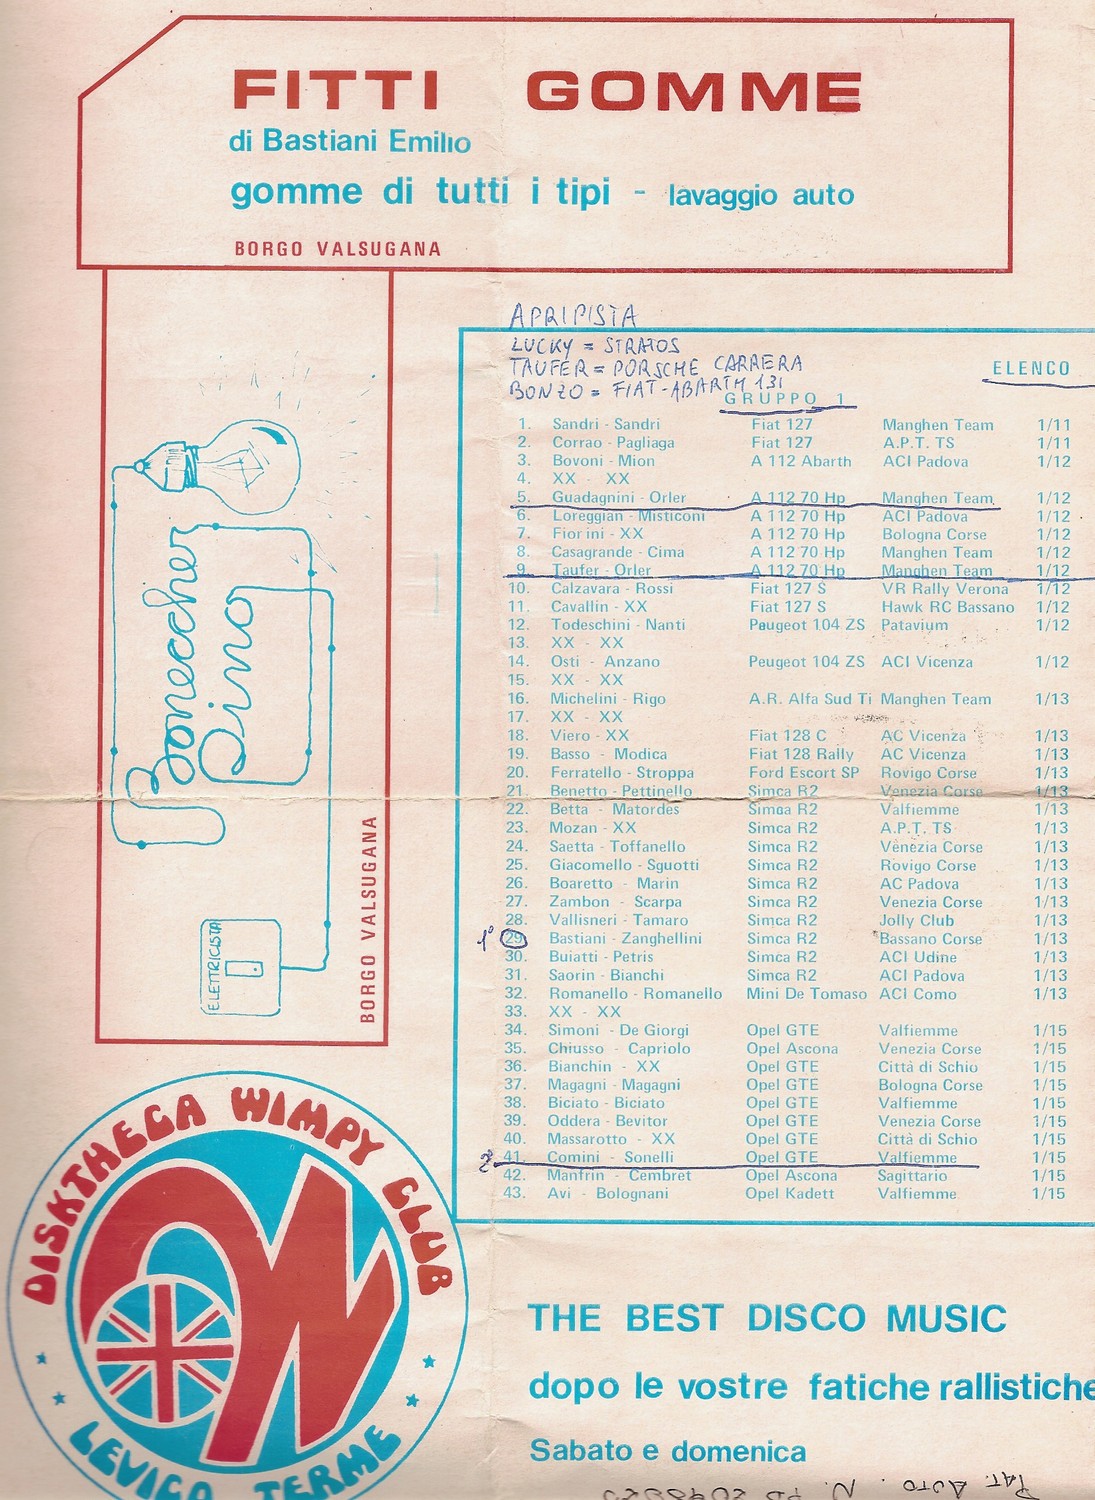 FITTI GOMME
di Bastiani Emilio
gomme di tutti i tipi - lavaggio auto
BORGO VALSUGANA
Bonecher
Pino
ELETTRICISTA
BORGO VALSUGANA
APRIPISTA
LUCKY = STRATOS
TAUFER = PORSCHE CARRERA
BONZO = FIAT-ABARTH 131
ELENCO
GRUPPO 1
1. Sandri - Sandri Fiat 127 Manghen Team 1/11
2. Corrao - Pagliaga Fiat 127 A.P.T. TS 1/11
3. Bovoni - Mion A 112 Abarth ACI Padova 1/12
4. XX - XX
5. Guadagnini - Orler A 112 70 Hp Manghen Team 1/12
6. Loreggian - Misticoni A 112 70 Hp ACI Padova 1/12
7. Fiorini - XX A 112 70 Hp Bologna Corse 1/12
8. Casagrande - Cima A 112 70 Hp Manghen Team 1/12
9. Taufer - Orler A 112 70 Hp Manghen Team 1/12
10. Calzavara - Rossi Fiat 127 S VR Rally Verona 1/12
11. Cavallin - XX Fiat 127 S Hawk RC Bassano 1/12
12. Todeschini - Nanti Peugeot 104 ZS Patavium 1/12
13. XX - XX
14. Osti - Anzano Peugeot 104 ZS ACI Vicenza 1/12
15. XX - XX
16. Michelini - Rigo A.R. Alfa Sud Ti Manghen Team 1/13
17. XX - XX
18. Viero - XX Fiat 128 C AC Vicenza 1/13
19. Basso - Modica Fiat 128 Rally AC Vicenza 1/13
20. Ferratello - Stroppa Ford Escort SP Rovigo Corse 1/13
21. Benetto - Pettinello Simca R2 Venezia Corse 1/13
22. Betta - Matordes Simca R2 Valfiemme 1/13
23. Mozan - XX Simca R2 A.P.T. TS 1/13
24. Saetta - Toffanello Simca R2 Venezia Corse 1/13
25. Giacomello - Sguotti Simca R2 Rovigo Corse 1/13
26. Boaretto - Marin Simca R2 AC Padova 1/13
27. Zambon - Scarpa Simca R2 Venezia Corse 1/13
28. Vallisneri - Tamaro Simca R2 Jolly Club 1/13
1° 29. Bastiani - Zanghellini Simca R2 Bassano Corse 1/13
30. Buiatti - Petris Simca R2 ACI Udine 1/13
31. Saorin - Bianchi Simca R2 ACI Padova 1/13
32. Romanello - Romanello Mini De Tomaso ACI Como 1/13
33. XX - XX
34. Simoni - De Giorgi Opel GTE Valfiemme 1/15
35. Chiusso - Capriolo Opel Ascona Venezia Corse 1/15
36. Bianchin - XX Opel GTE Città di Schio 1/15
37. Magagni - Magagni Opel GTE Bologna Corse 1/15
38. Biciato - Biciato Opel GTE Valfiemme 1/15
39. Oddera - Bevitor Opel GTE Venezia Corse 1/15
40. Massarotto - XX Opel GTE Città di Schio 1/15
2° 41. Comini - Sonelli Opel GTE Valfiemme 1/15
42. Manfrin - Cembret Opel Ascona Sagittario 1/15
43. Avi - Bolognani Opel Kadett Valfiemme 1/15
DISKTHECA WIMPY CLUB
LEVICO TERME
THE BEST DISCO MUSIC
dopo le vostre fatiche rallistiche
Sabato e domenica
PAT. AUTO. N.